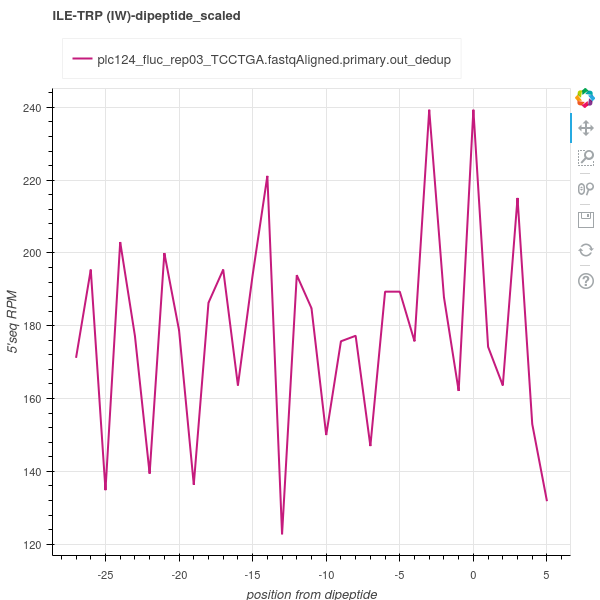 ILE-TRP (IW)-dipeptide_scaled
plc124_fluc_rep03_TCCTGA.fastqAligned.primary.out_dedup
240
220
200
180
160
140
120
5'seq RPM
-25 -20 -15 -10 -5 0 5
position from dipeptide